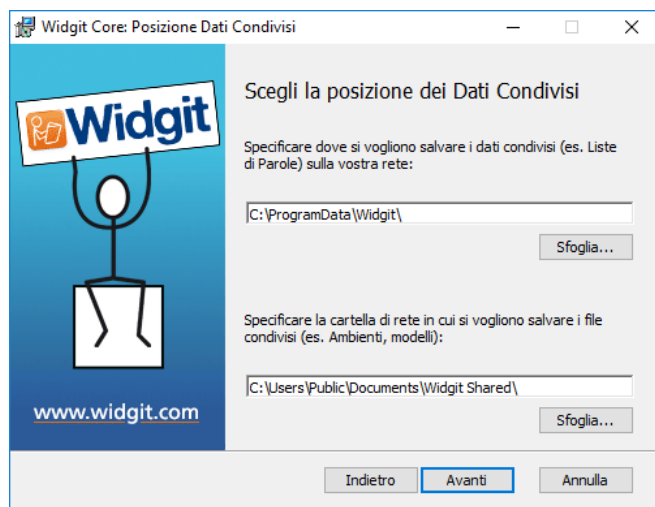 Widgit Core: Posizione Dati Condivisi
Widgit
Scegli la posizione dei Dati Condivisi
Specificare dove si vogliono salvare i dati condivisi (es. Liste
di Parole) sulla vostra rete:
C:\ProgramData\Widgit\
Sfoglia...
Specificare la cartella di rete in cui si vogliono salvare i file
condivisi (es. Ambienti, modelli):
C:\Users\Public\Documents\Widgit Shared\
Sfoglia...
www.widgit.com
Indietro Avanti Annulla